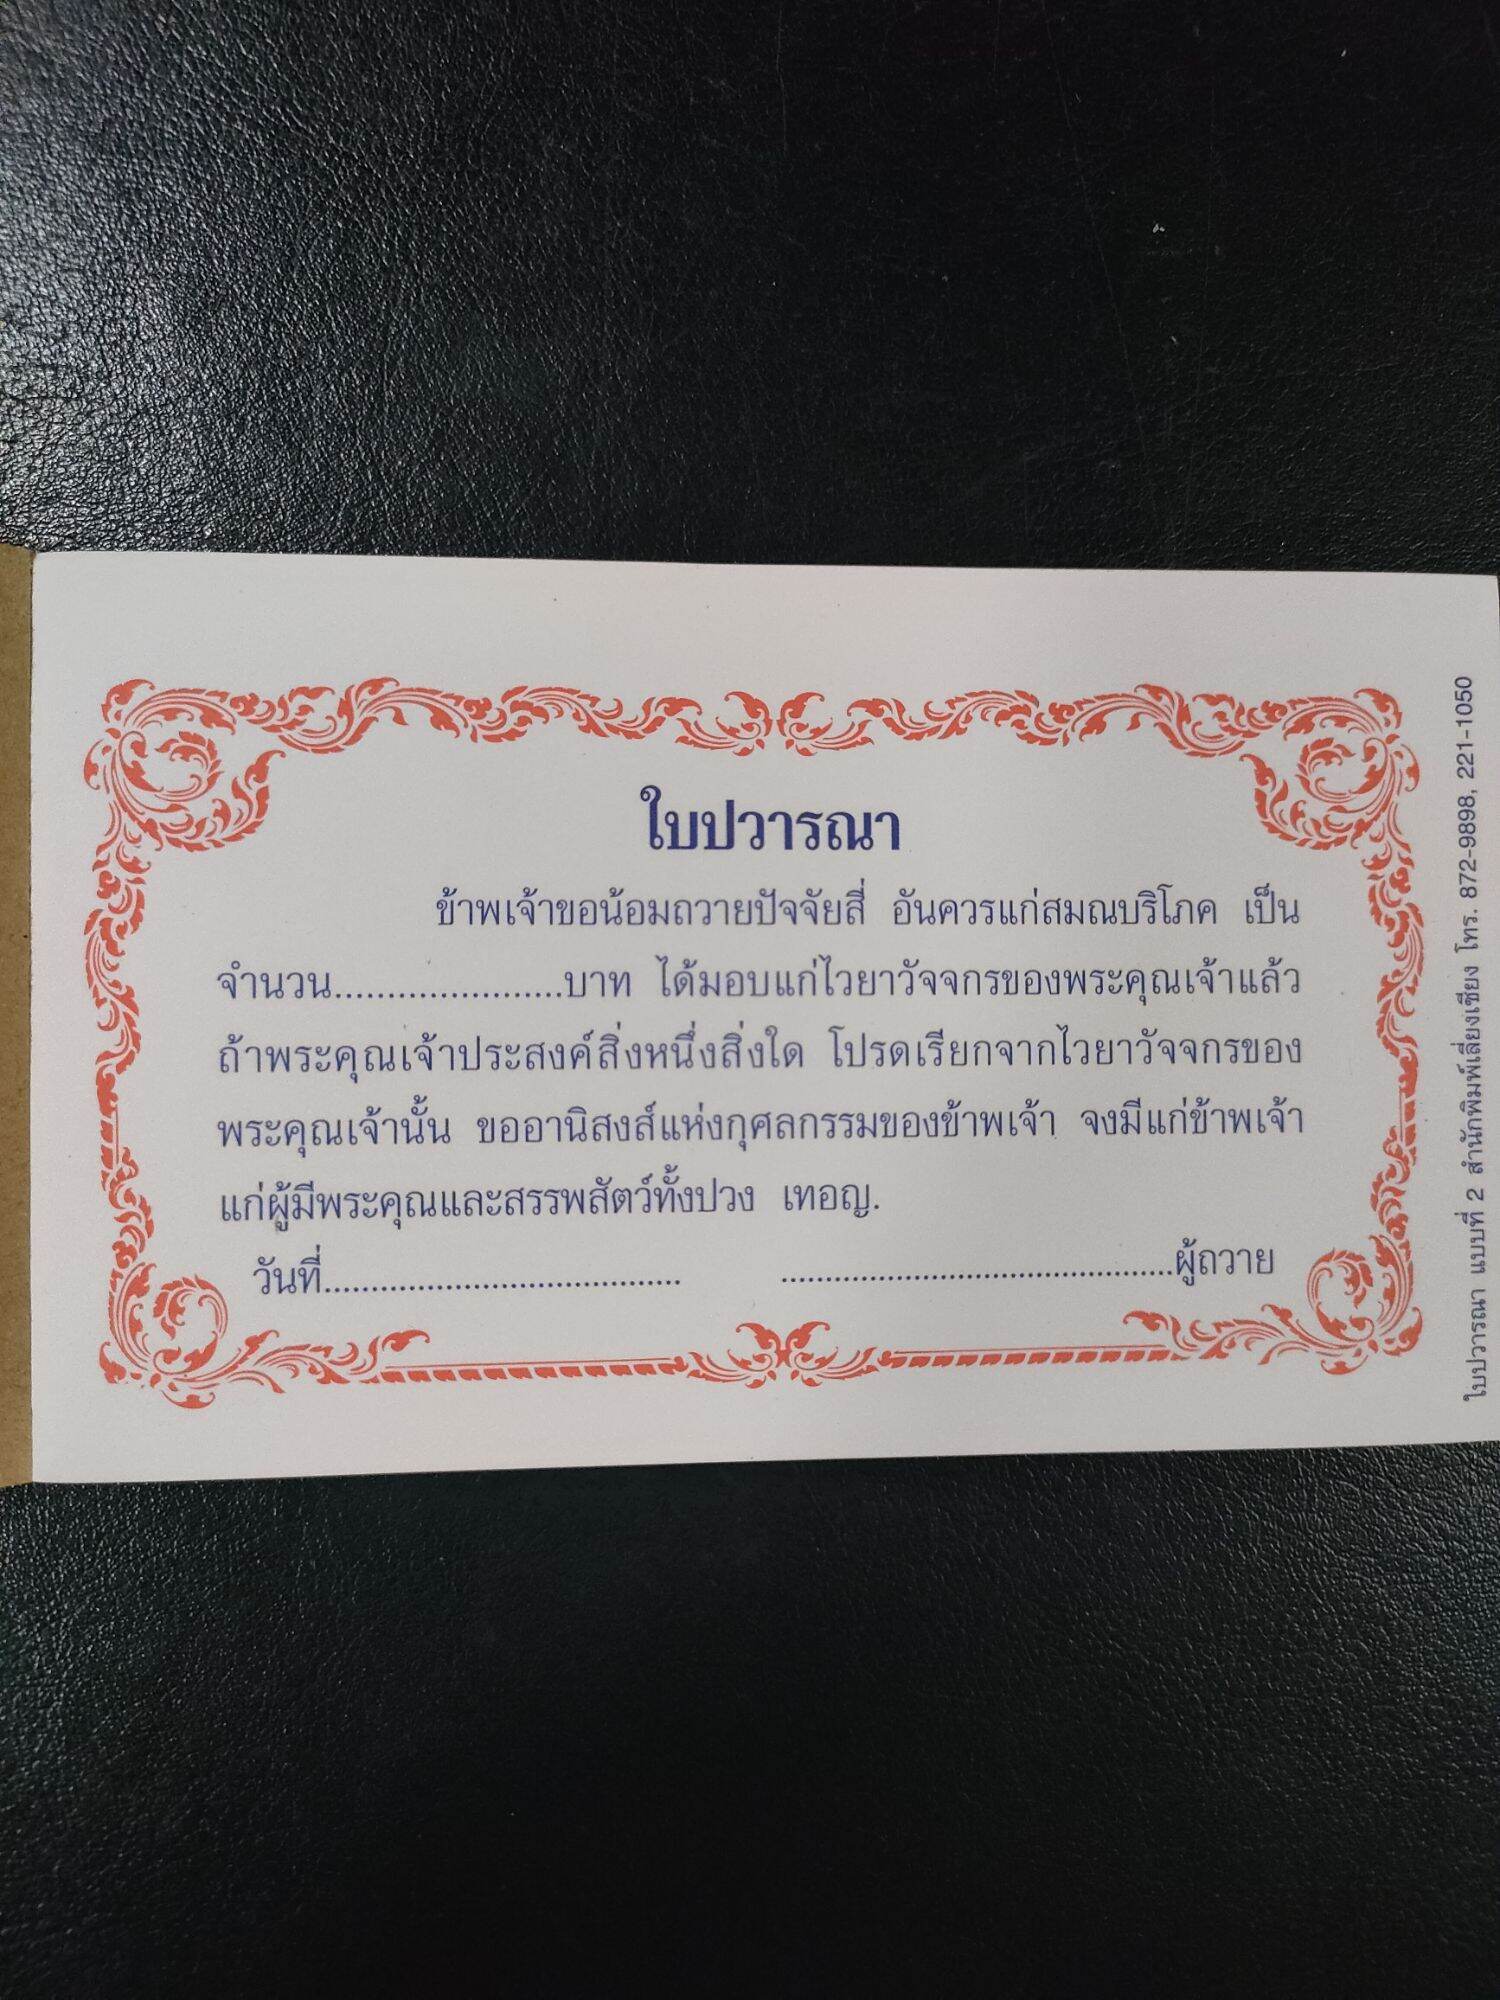 ใบปวารณา
ข้าพเจ้าขอน้อมถวายปัจจัยสี่ อันควรแก่สมณบริโภค เป็น
จำนวน......................บาท ได้มอบแก่ไวยาวัจจกรของพระคุณเจ้าแล้ว
ถ้าพระคุณเจ้าประสงค์สิ่งหนึ่งสิ่งใด โปรดเรียกจากไวยาวัจจกรของ
พระคุณเจ้านั้น ขออานิสงส์แห่งกุศลกรรมของข้าพเจ้า จงมีแก่ข้าพเจ้า
แก่ผู้มีพระคุณและสรรพสัตว์ทั้งปวง เทอญ.
วันที่...................................... ..........................................ผู้ถวาย
ใบปวารณา แบบที่ 2 สำนักพิมพ์เลี่ยงเชียง โทร. 872-9898, 221-1050